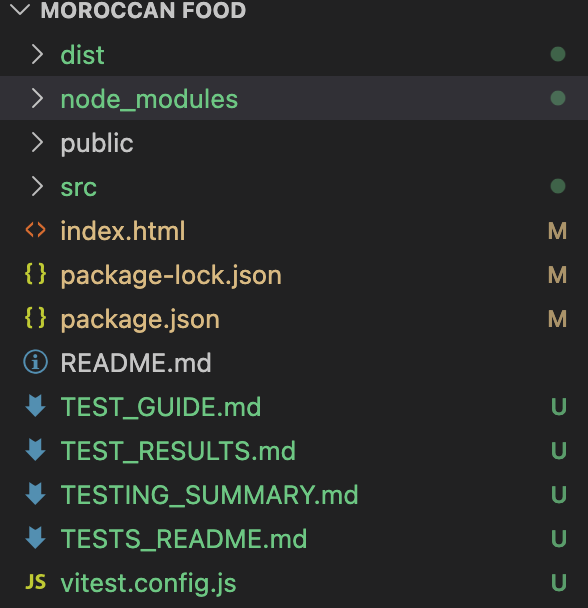 MOROCCAN FOOD
dist
node_modules
public
src
<> index.html M
{} package-lock.json M
{} package.json M
README.md
TEST_GUIDE.md U
TEST_RESULTS.md U
TESTING_SUMMARY.md U
TESTS_README.md U
JS vitest.config.js U